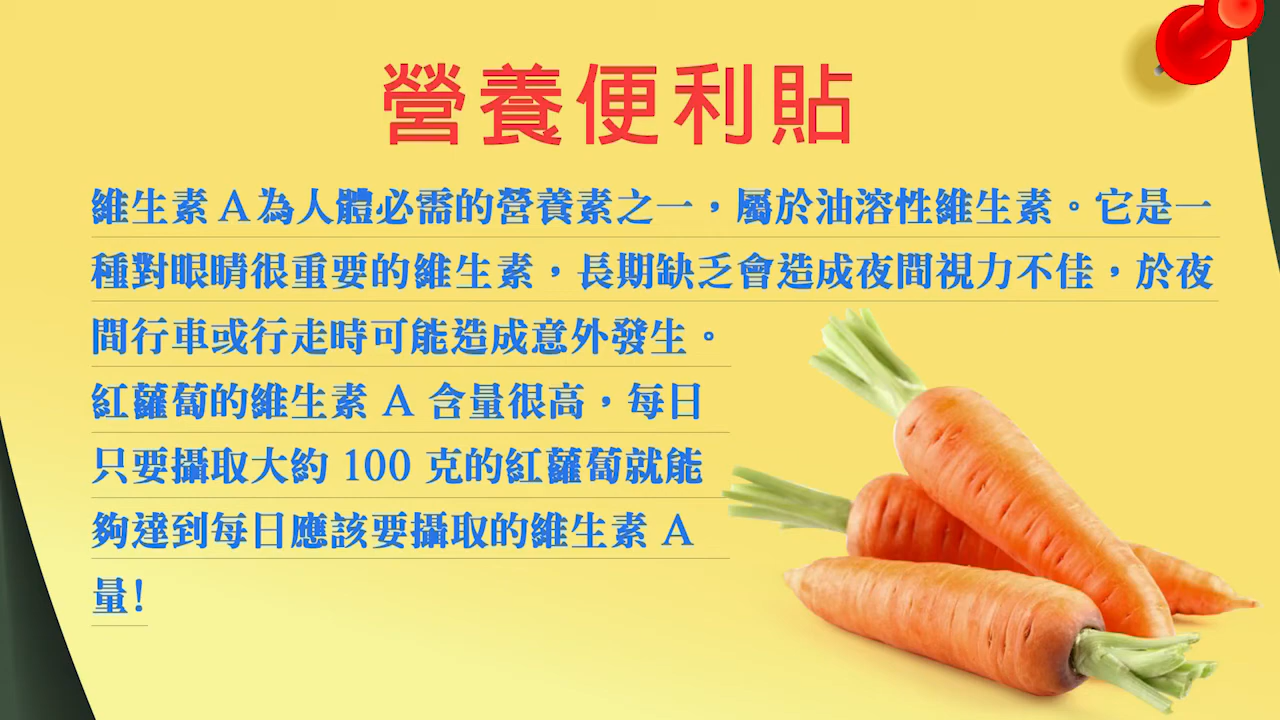 營養便利貼
維生素 A 為人體必需的營養素之一，屬於油溶性維生素。它是一
種對眼睛很重要的維生素，長期缺乏會造成夜間視力不佳，於夜
間行車或行走時可能造成意外發生。
紅蘿蔔的維生素 A 含量很高，每日
只要攝取大約 100 克的紅蘿蔔就能
夠達到每日應該要攝取的維生素 A
量!